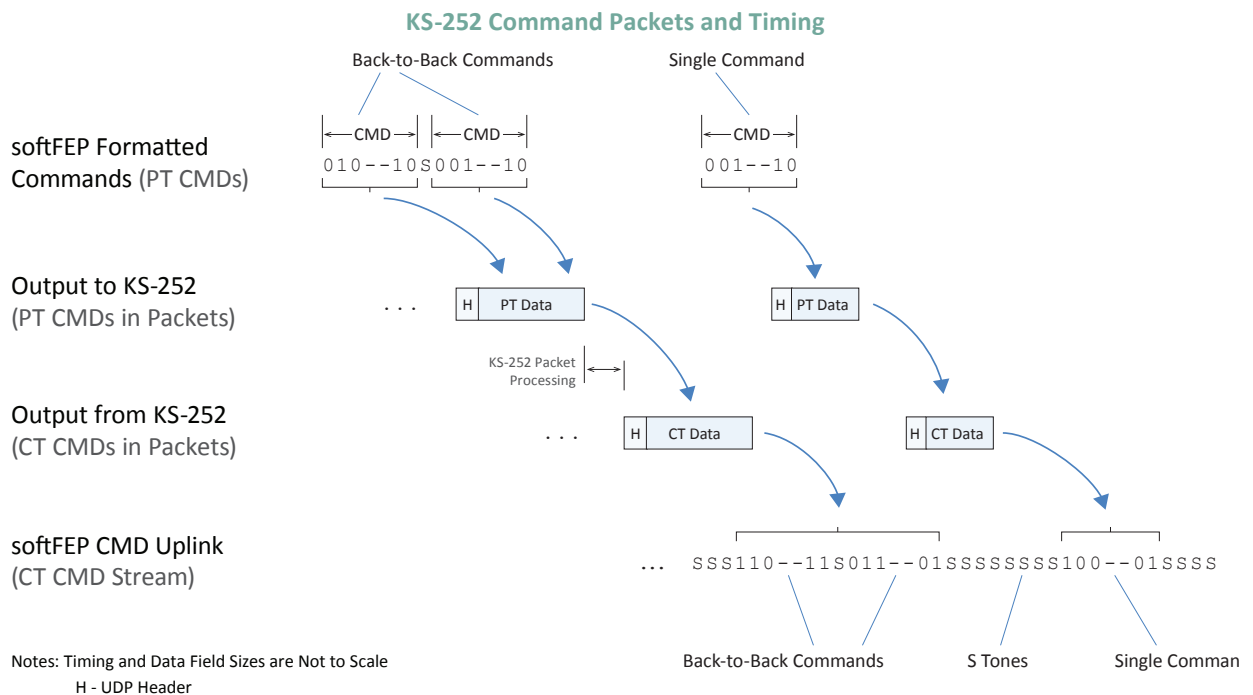 KS-252 Command Packets and Timing
Back-to-Back Commands
Single Command
CMD
CMD
CMD
softFEP Formatted
Commands (PT CMDs)
010--10S001--10
001--10
Output to KS-252
(PT CMDs in Packets)
...
H
PT Data
H
PT Data
KS-252 Packet
Processing
Output from KS-252
(CT CMDs in Packets)
...
H
CT Data
H
CT Data
softFEP CMD Uplink
(CT CMD Stream)
... SSS110--11S011--01SSSSSSSS100--01SSSS
Back-to-Back Commands
S Tones
Single Comman
Notes: Timing and Data Field Sizes are Not to Scale
H - UDP Header